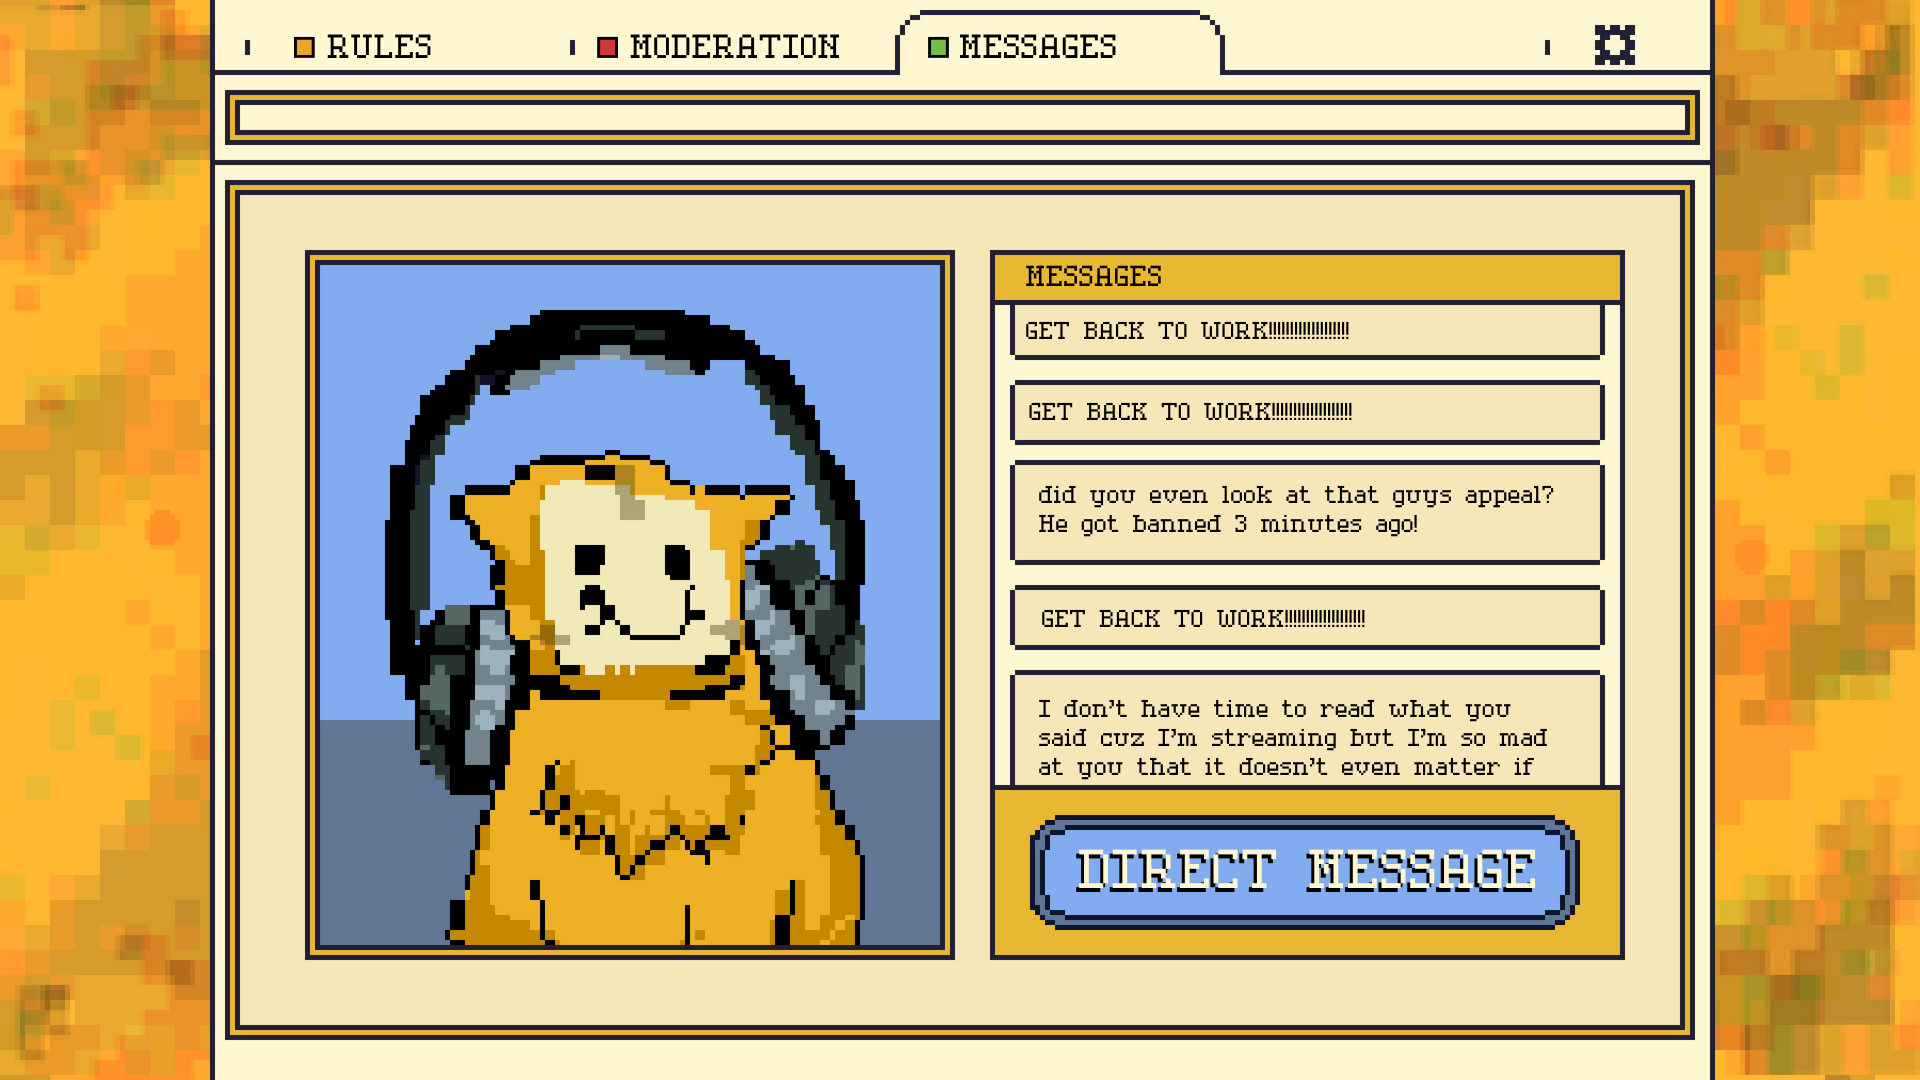 RULES
MODERATION
MESSAGES
MESSAGES
GET BACK TO WORK!!!!!!!!!!!!!!!!!!!
GET BACK TO WORK!!!!!!!!!!!!!!!!!!!
did you even look at that guys appeal?
He got banned 3 minutes ago!
GET BACK TO WORK!!!!!!!!!!!!!!!!!!!
I don't have time to read what you
said cuz I'm streaming but I'm so mad
at you that it doesn't even matter if
DIRECT MESSAGE